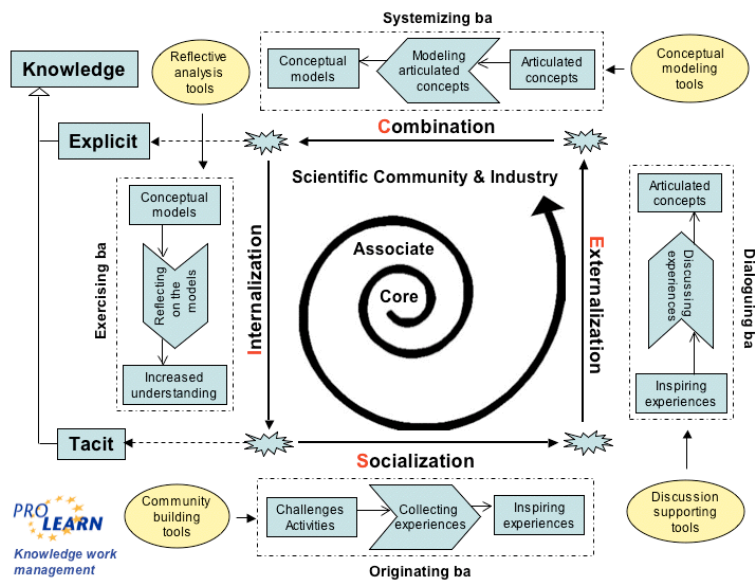 Systemizing ba
Knowledge
Reflective
analysis
tools
Conceptual
models
Modeling
articulated
concepts
Articulated
concepts
Conceptual
modeling
tools
Explicit
Combination
Scientific Community & Industry
Exercising ba
Conceptual
models
Reflecting
on the
models
Increased
understanding
Internalization
Associate
Core
Externalization
Articulated
concepts
Discussing
experiences
Inspiring
experiences
Dialoguing ba
Tacit
Socialization
PRO
LEARN
Knowledge work
management
Community
building
tools
Challenges
Activities
Collecting
experiences
Inspiring
experiences
Originating ba
Discussion
supporting
tools